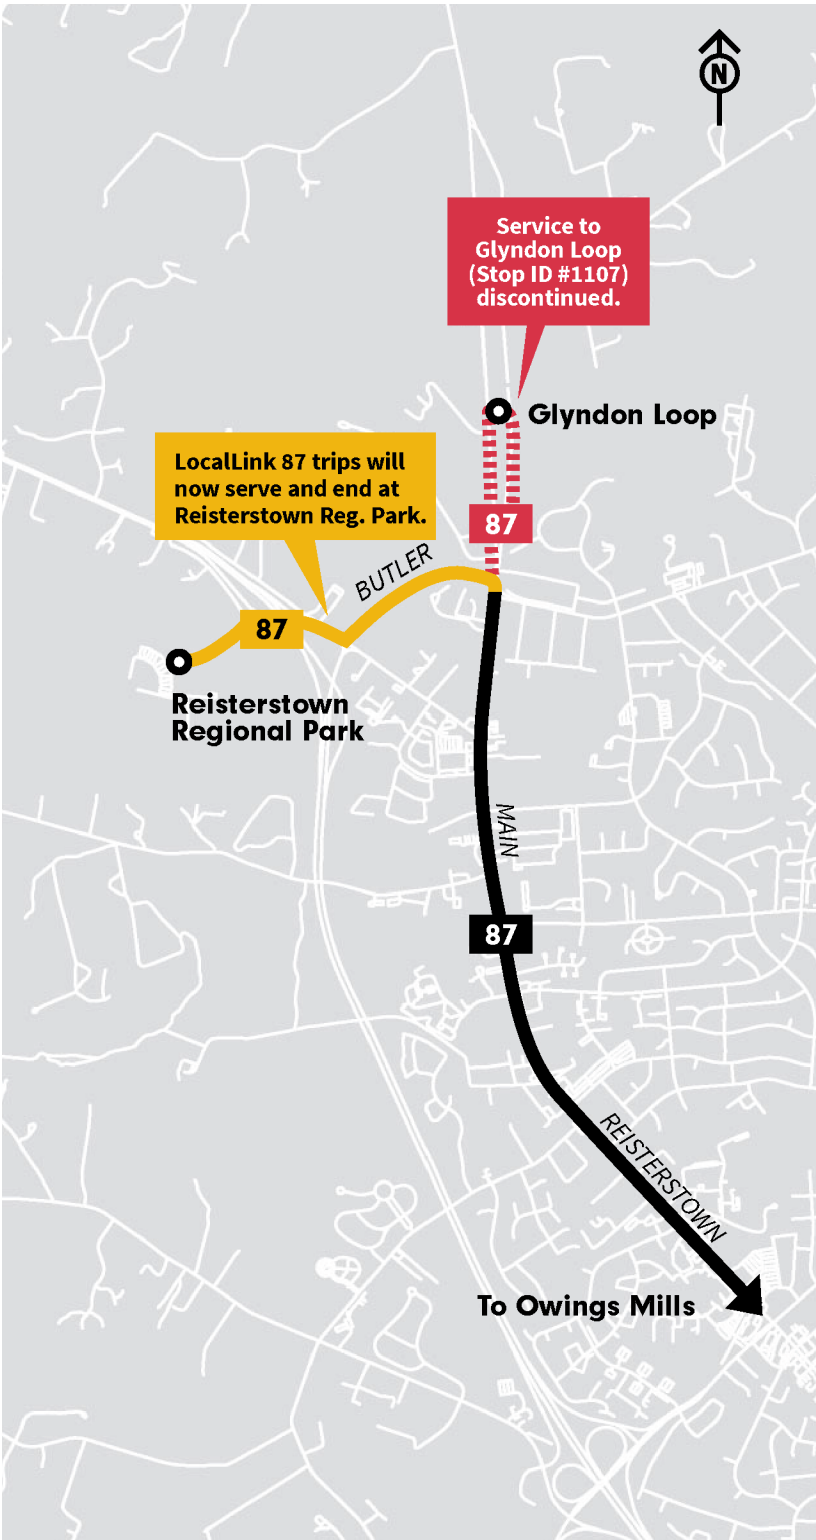 N
Service to
Glyndon Loop
(Stop ID #1107)
discontinued.
Glyndon Loop
LocalLink 87 trips will
now serve and end at
Reisterstown Reg. Park.
87
BUTLER
87
Reisterstown
Regional Park
MAIN
87
REISTERSTOWN
To Owings Mills